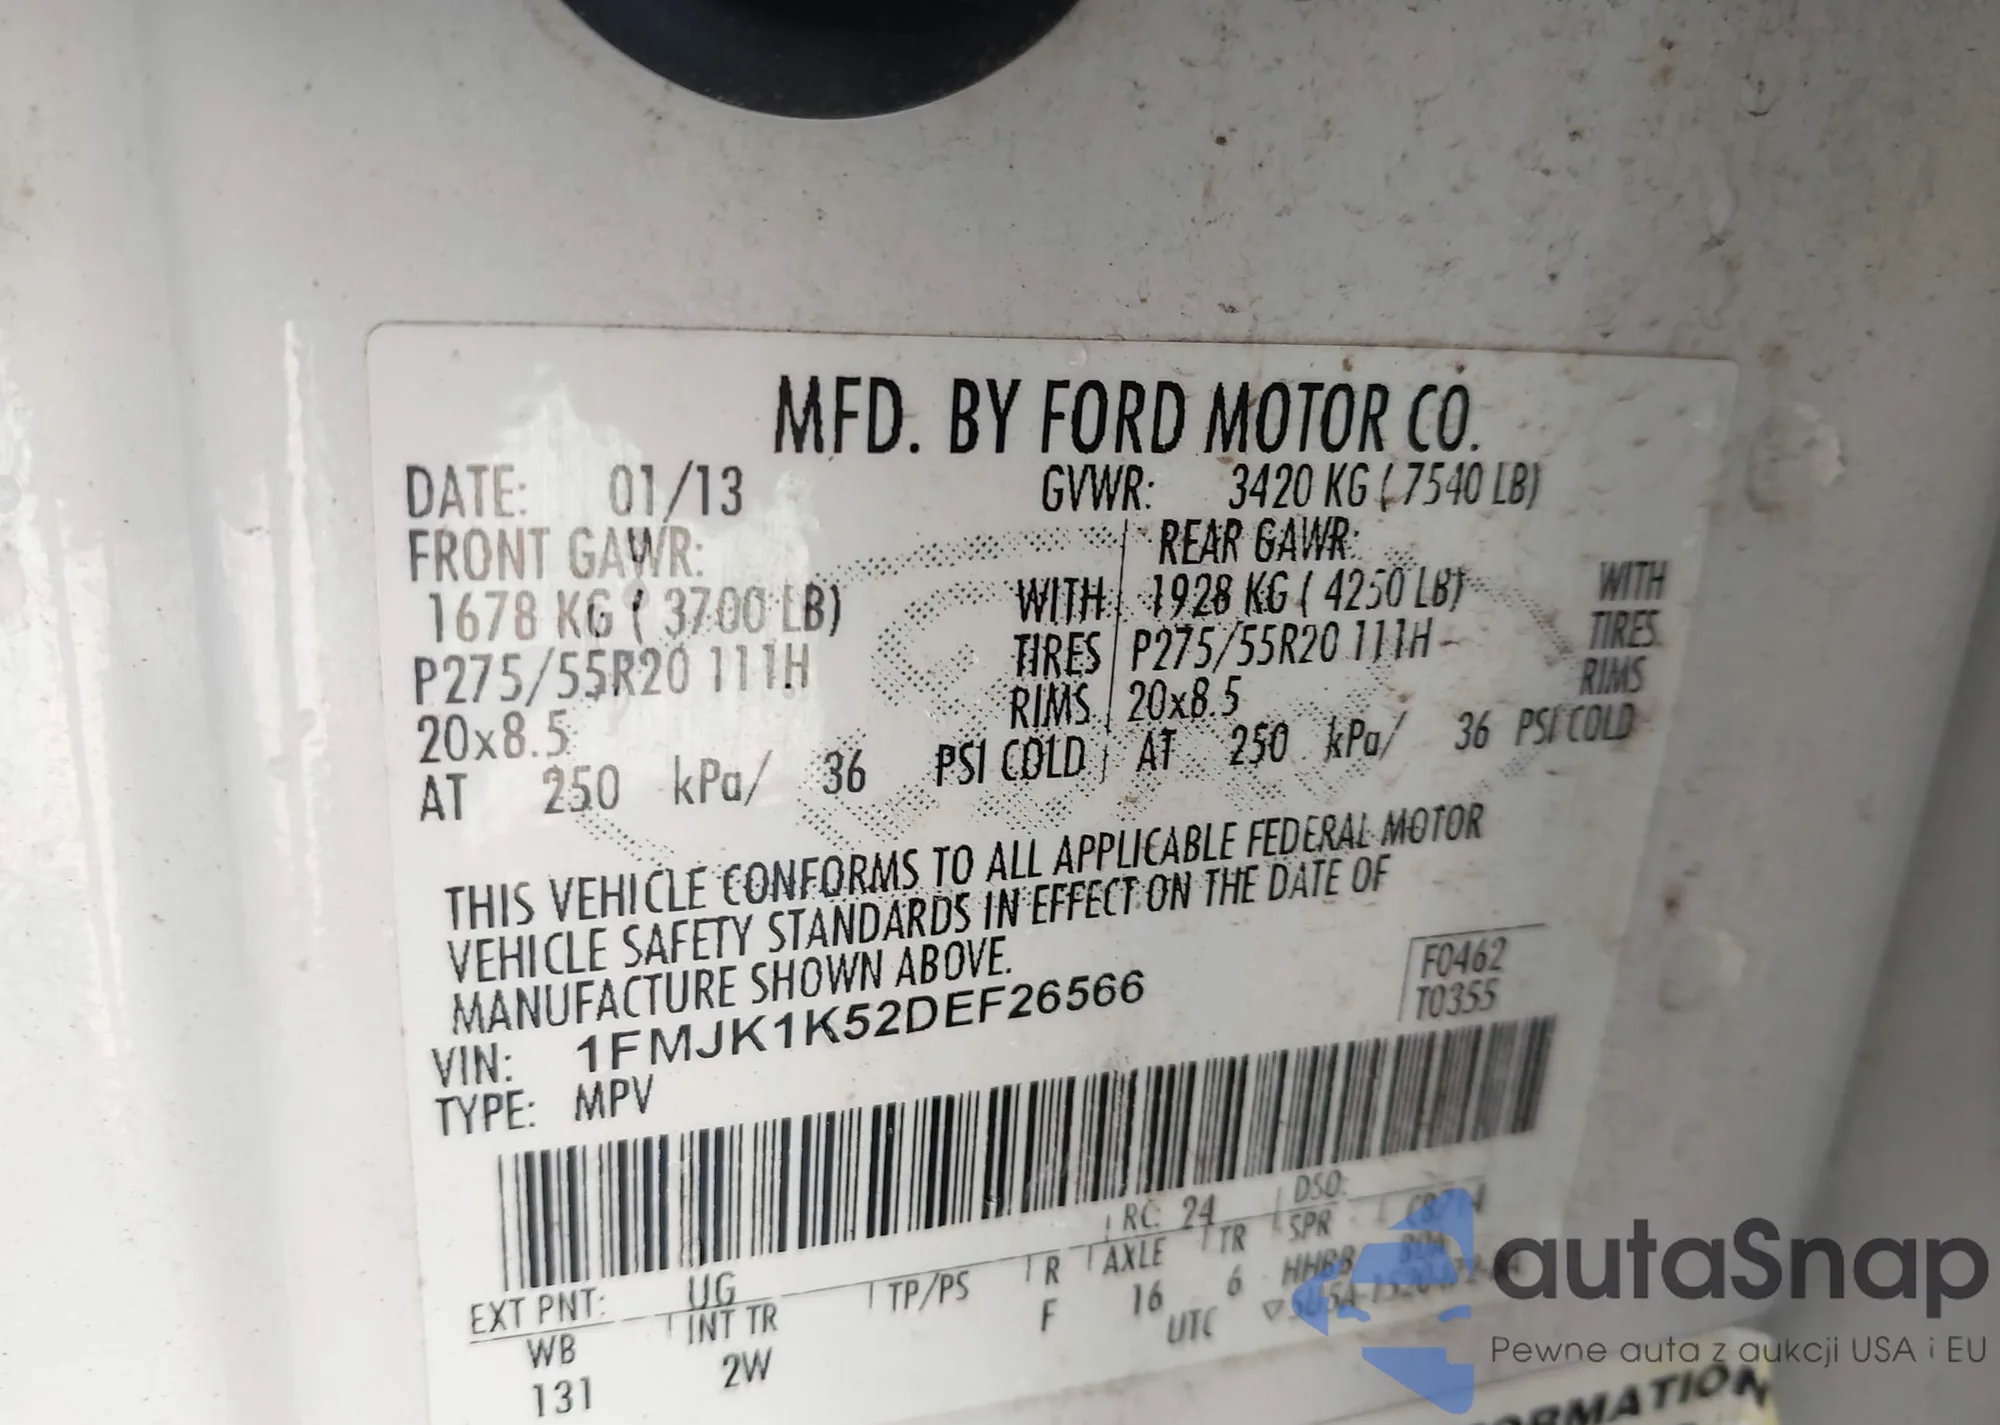 MFD. BY FORD MOTOR CO.
DATE: 01/13 GVWR: 3420 KG ( 7540 LB)
FRONT GAWR: REAR GAWR:
1678 KG ( 3700 LB) WITH 1928 KG ( 4250 LB) WITH
P275/55R20 111H TIRES P275/55R20 111H TIRES
20x8.5 RIMS 20x8.5 RIMS
AT 250 kPa/ 36 PSI COLD AT 250 kPa/ 36 PSI COLD
THIS VEHICLE CONFORMS TO ALL APPLICABLE FEDERAL MOTOR
VEHICLE SAFETY STANDARDS IN EFFECT ON THE DATE OF
MANUFACTURE SHOWN ABOVE.
F0462
T0355
VIN: 1FMJK1K52DEF26566
TYPE: MPV
RC: 24 DSO:
EXT PNT: UG
WB INT TR TP/PS R AXLE TR SPR
131 2W F 16 6 HHBB
UTC
autaSnap
Pewne auta z aukcji USA i EU